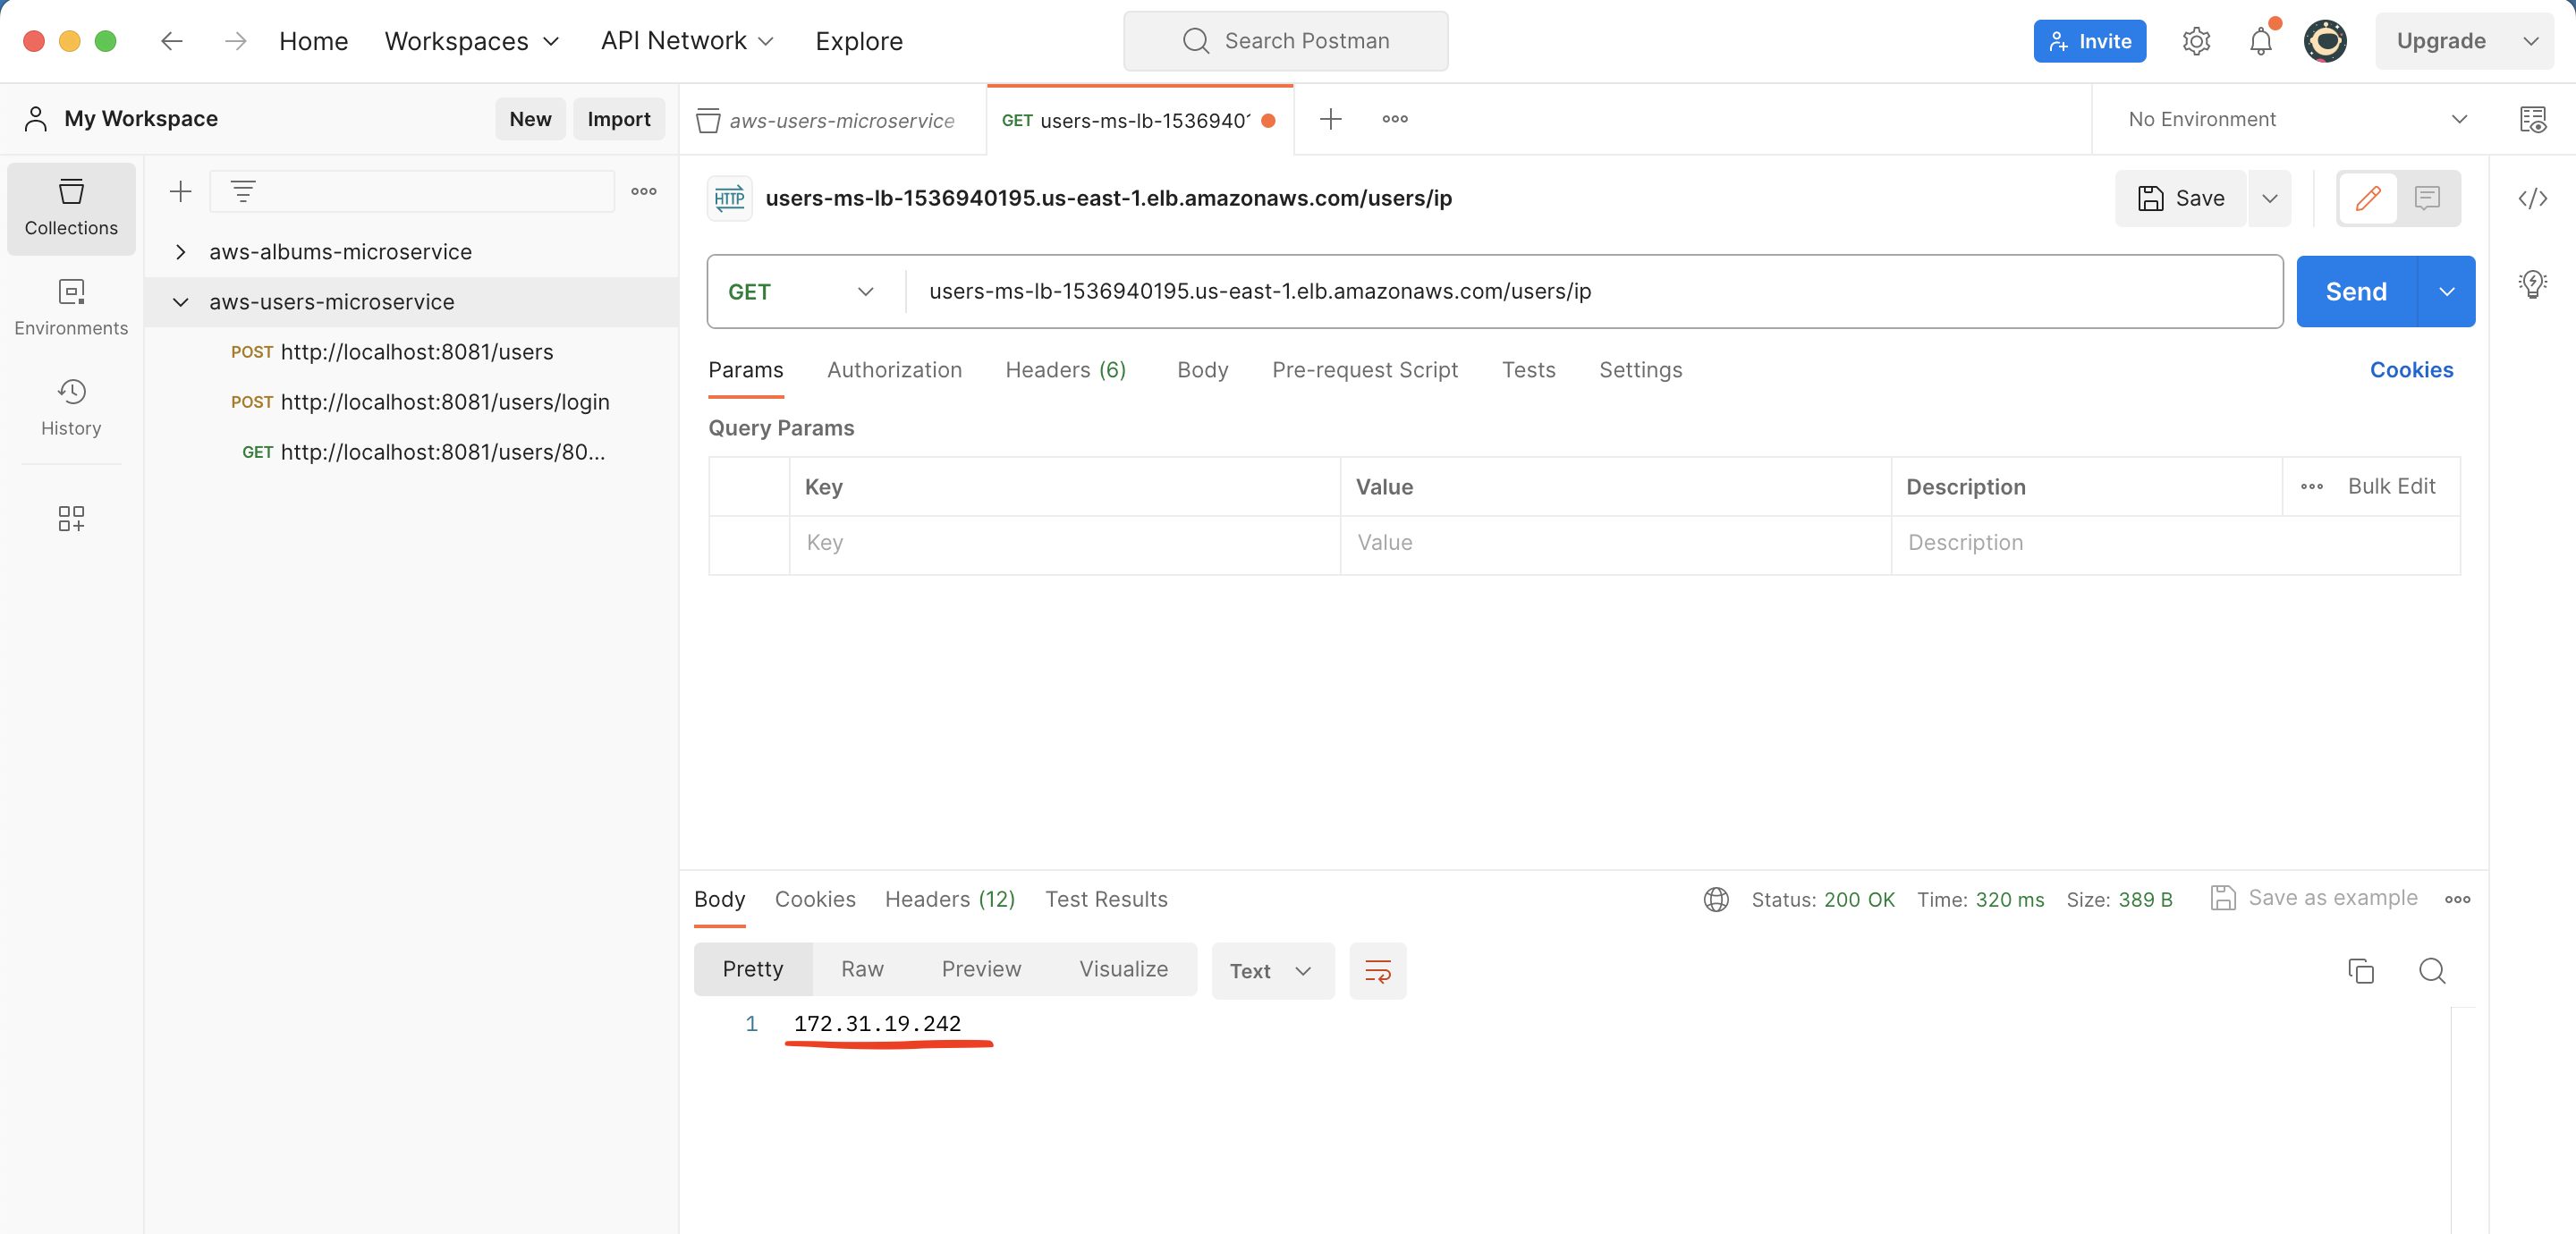 Home Workspaces API Network Explore Search Postman Invite Upgrade
My Workspace New Import aws-users-microservice GET users-ms-lb-1536940 No Environment
Collections
Environments
History
aws-albums-microservice
aws-users-microservice
POST http://localhost:8081/users
POST http://localhost:8081/users/login
GET http://localhost:8081/users/80...
HTTP users-ms-lb-1536940195.us-east-1.elb.amazonaws.com/users/ip Save
GET users-ms-lb-1536940195.us-east-1.elb.amazonaws.com/users/ip Send
Params Authorization Headers (6) Body Pre-request Script Tests Settings Cookies
Query Params
Key Value Description Bulk Edit
Key Value Description
Body Cookies Headers (12) Test Results Status: 200 OK Time: 320 ms Size: 389 B Save as example
Pretty Raw Preview Visualize Text
1 172.31.19.242